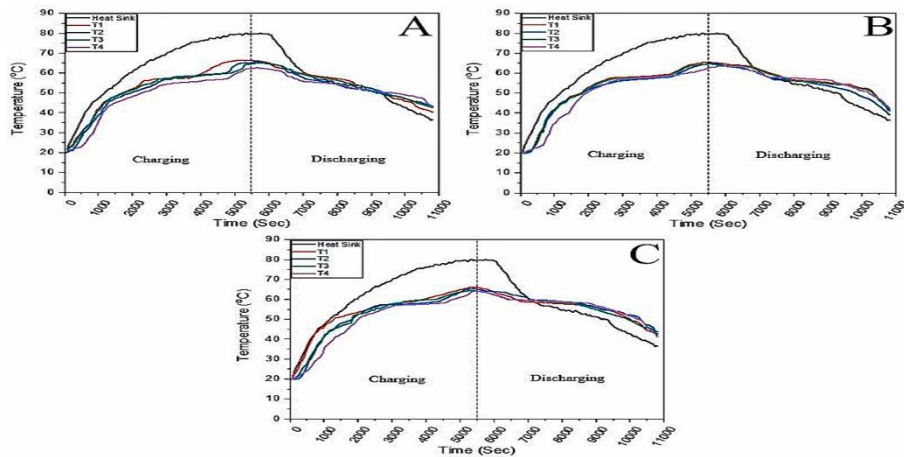 A
Heat Sink
T1
T2
T3
T4
Temperature (°C)
90
80
70
60
50
40
30
20
10
0
Charging
Discharging
0
1000
2000
3000
4000
5000
6000
7000
8000
9000
10000
11000
Time (Sec)
B
Heat Sink
T1
T2
T3
T4
Temperature (°C)
90
80
70
60
50
40
30
20
10
0
Charging
Discharging
0
1000
2000
3000
4000
5000
6000
7000
8000
9000
10000
11000
Time (Sec)
C
Heat Sink
T1
T2
T3
T4
Temperature (°C)
90
80
70
60
50
40
30
20
10
0
Charging
Discharging
0
1000
2000
3000
4000
5000
6000
7000
8000
9000
10000
11000
Time (Sec)